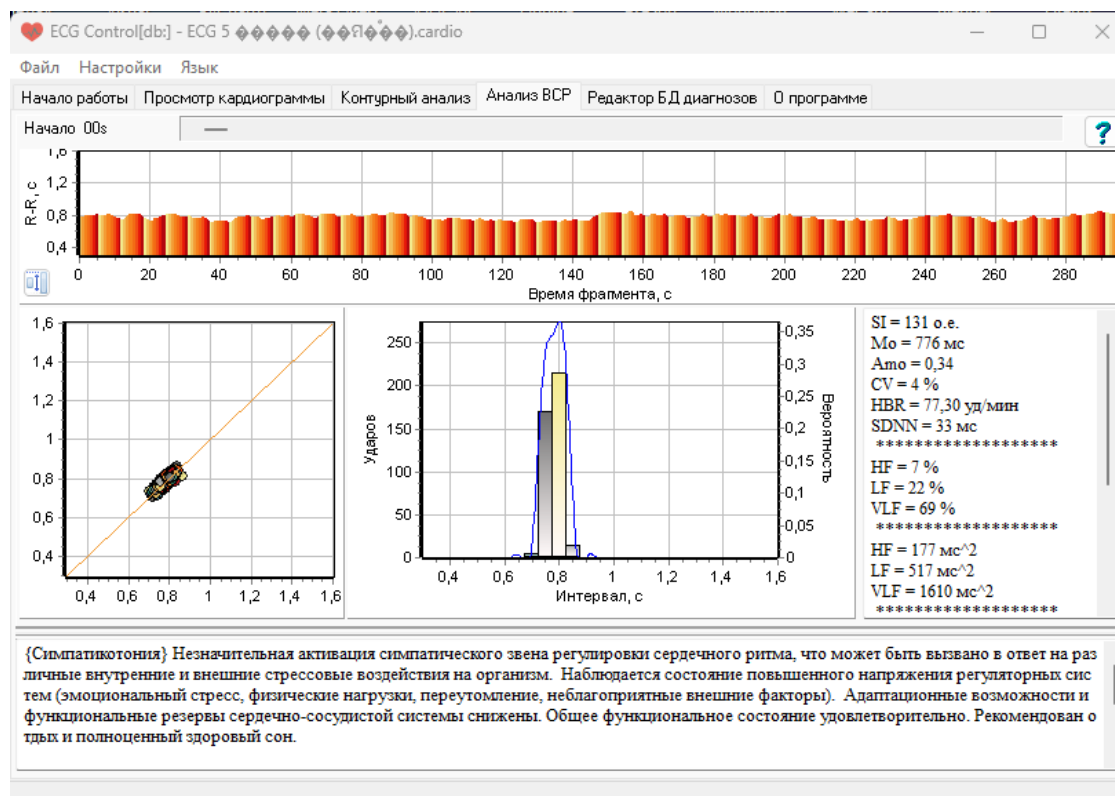 ECG Control[db:] - ECG 5 ����� (��ମ���).cardio
Файл Настройки Язык
Начало работы Просмотр кардиограммы Контурный анализ Анализ ВСР Редактор БД диагнозов О программе
Начало 00s
?
R-R, с
1,6
1,2
0,8
0,4
0 20 40 60 80 100 120 140 160 180 200 220 240 260 280
Время фрагмента, с
1,6
1,4
1,2
1
0,8
0,6
0,4
0,4 0,6 0,8 1 1,2 1,4 1,6
Ударов
250
200
150
100
50
0
0,4 0,6 0,8 1 1,2 1,4 1,6
Интервал, с
0,35
0,3
0,25
0,2
0,15
0,1
0,05
0
Вероятность
SI = 131 о.е.
Mo = 776 мс
Amo = 0,34
CV = 4 %
HBR = 77,30 уд/мин
SDNN = 33 мс
*******************
HF = 7 %
LF = 22 %
VLF = 69 %
*******************
HF = 177 мс^2
LF = 517 мс^2
VLF = 1610 мс^2
*******************
{Симпатикотония} Незначительная активация симпатического звена регулировки сердечного ритма, что может быть вызвано в ответ на раз
личные внутренние и внешние стрессовые воздействия на организм. Наблюдается состояние повышенного напряжения регуляторных сис
тем (эмоциональный стресс, физические нагрузки, переутомление, неблагоприятные внешние факторы). Адаптационные возможности и
функциональные резервы сердечно-сосудистой системы снижены. Общее функциональное состояние удовлетворительно. Рекомендован о
тдых и полноценный здоровый сон.